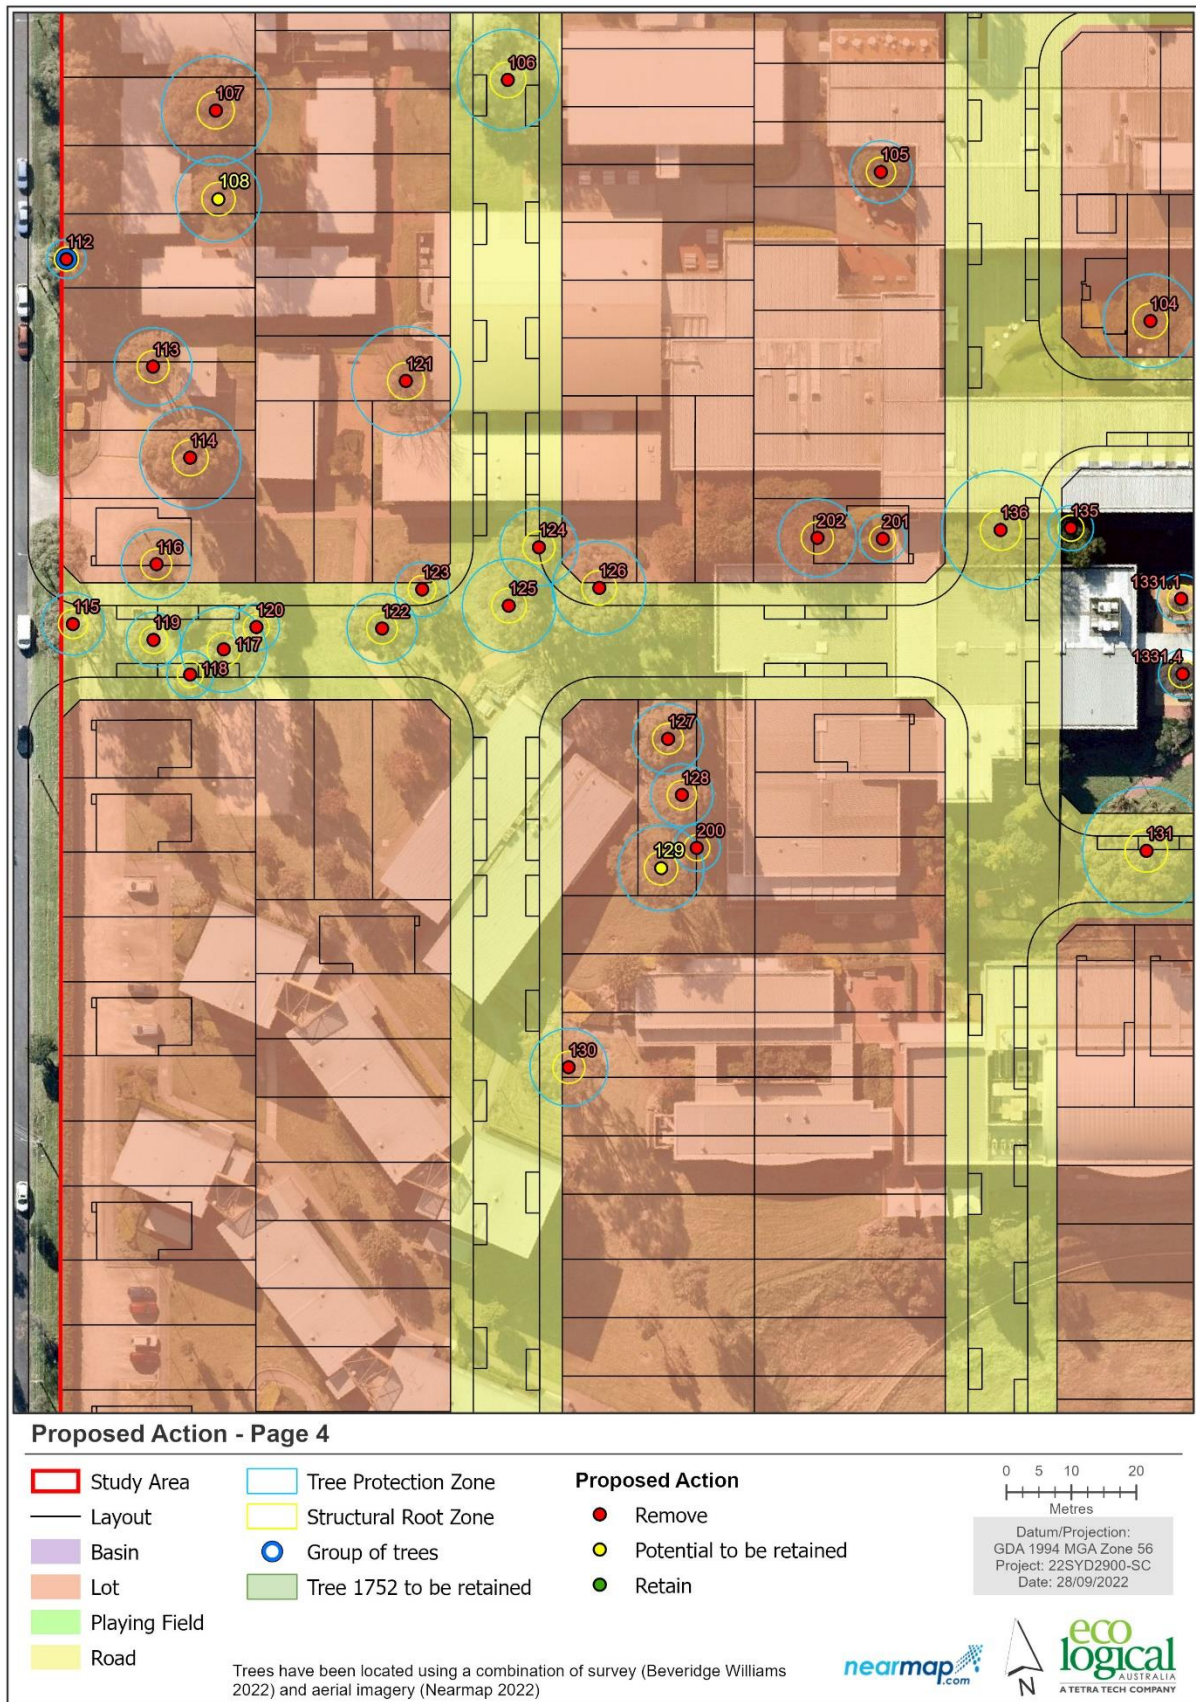 106
107
105
108
112
104
113
121
114
124
202
201
136
135
116
123
126
125
1331.1
115
119
120
122
117
118
1331.4
127
128
200
129
131
130
Proposed Action - Page 4
Study Area
Layout
Basin
Lot
Playing Field
Road
Tree Protection Zone
Structural Root Zone
Group of trees
Tree 1752 to be retained
Proposed Action
Remove
Potential to be retained
Retain
0 5 10 20
Metres
Datum/Projection:
GDA 1994 MGA Zone 56
Project: 22SYD2900-SC
Date: 28/09/2022
Trees have been located using a combination of survey (Beveridge Williams
2022) and aerial imagery (Nearmap 2022)
nearmap
.com
N
eco
logical
AUSTRALIA
A TETRA TECH COMPANY